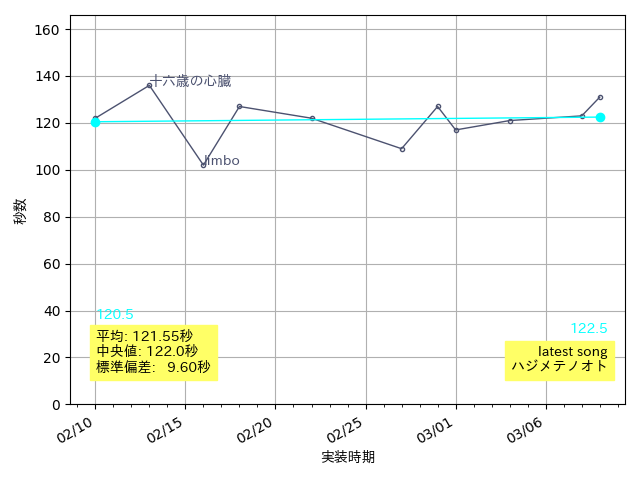 160
140
120
100
80
60
40
20
0
秒数
十六歳の心臓
limbo
120.5
平均: 121.55秒
中央値: 122.0秒
標準偏差: 9.60秒
122.5
latest song
ハジメテノオト
02/10
02/15
02/20
02/25
03/01
03/06
実装時期